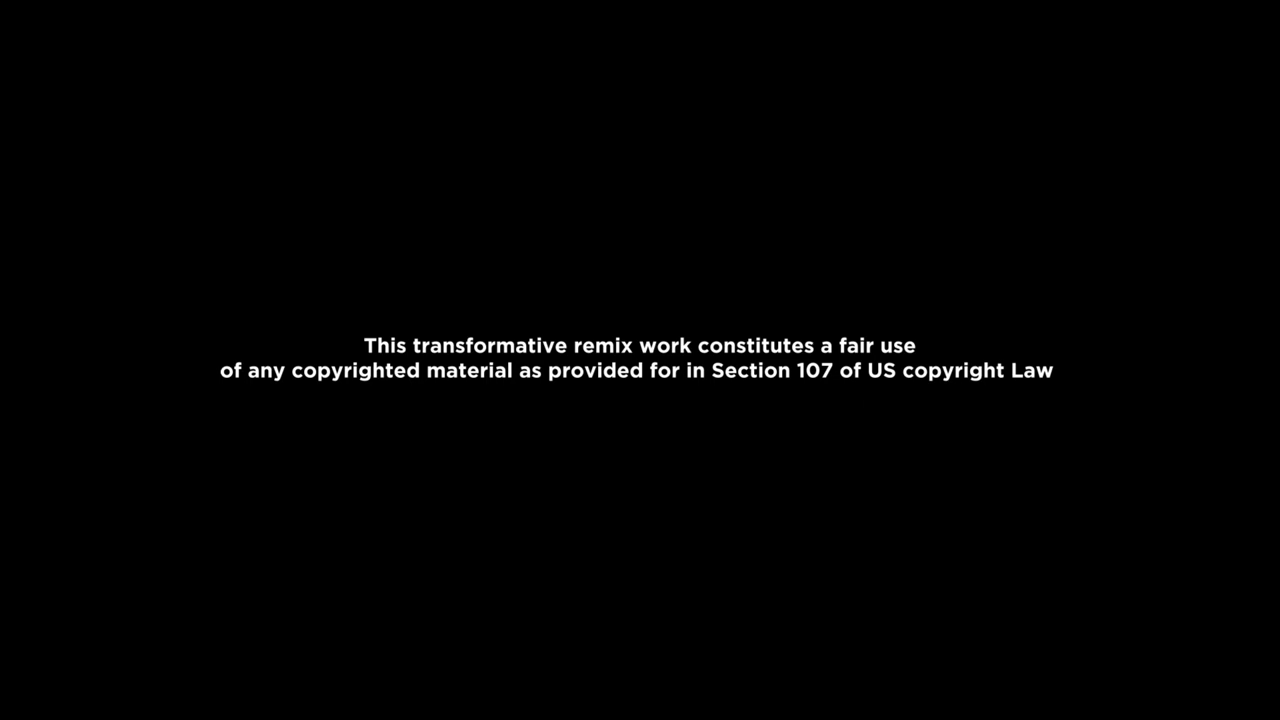 This transformative remix work constitutes a fair use
of any copyrighted material as provided for in Section 107 of US copyright Law